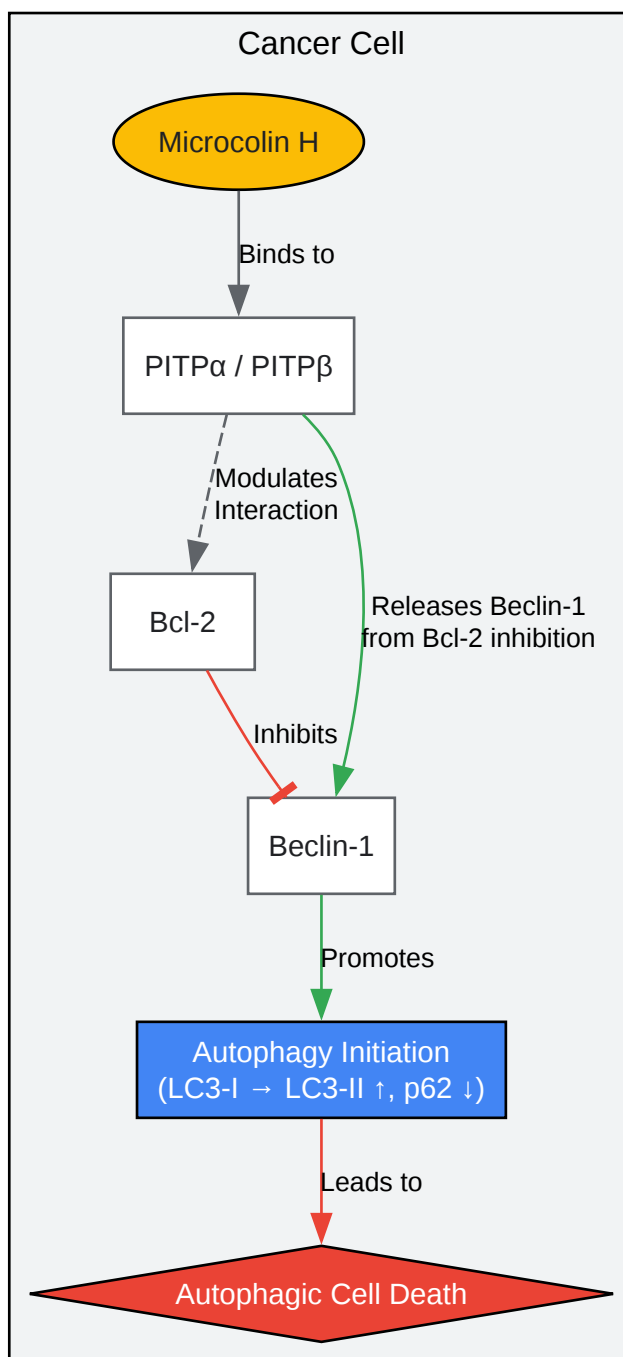 Cancer Cell
Microcolin H
Binds to
PITPα / PITPβ
Modulates
Interaction
Bcl-2
Releases Beclin-1
from Bcl-2 inhibition
Inhibits
Beclin-1
Promotes
Autophagy Initiation
(LC3-I → LC3-II ↑, p62 ↓)
Leads to
Autophagic Cell Death